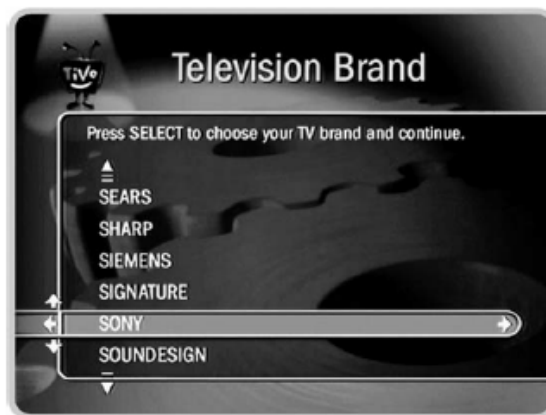 TiVo
Television Brand
Press SELECT to choose your TV brand and continue.
SEARS
SHARP
SIEMENS
SIGNATURE
SONY
SOUNDESIGN